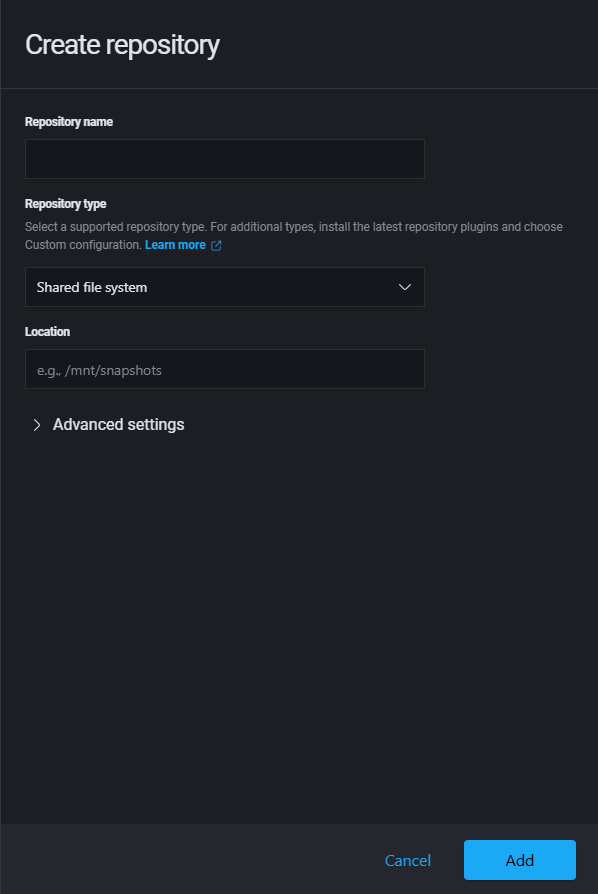 Create repository
Repository name
Repository type
Select a supported repository type. For additional types, install the latest repository plugins and choose
Custom configuration. Learn more
Shared file system
Location
e.g., /mnt/snapshots
Advanced settings
Cancel
Add